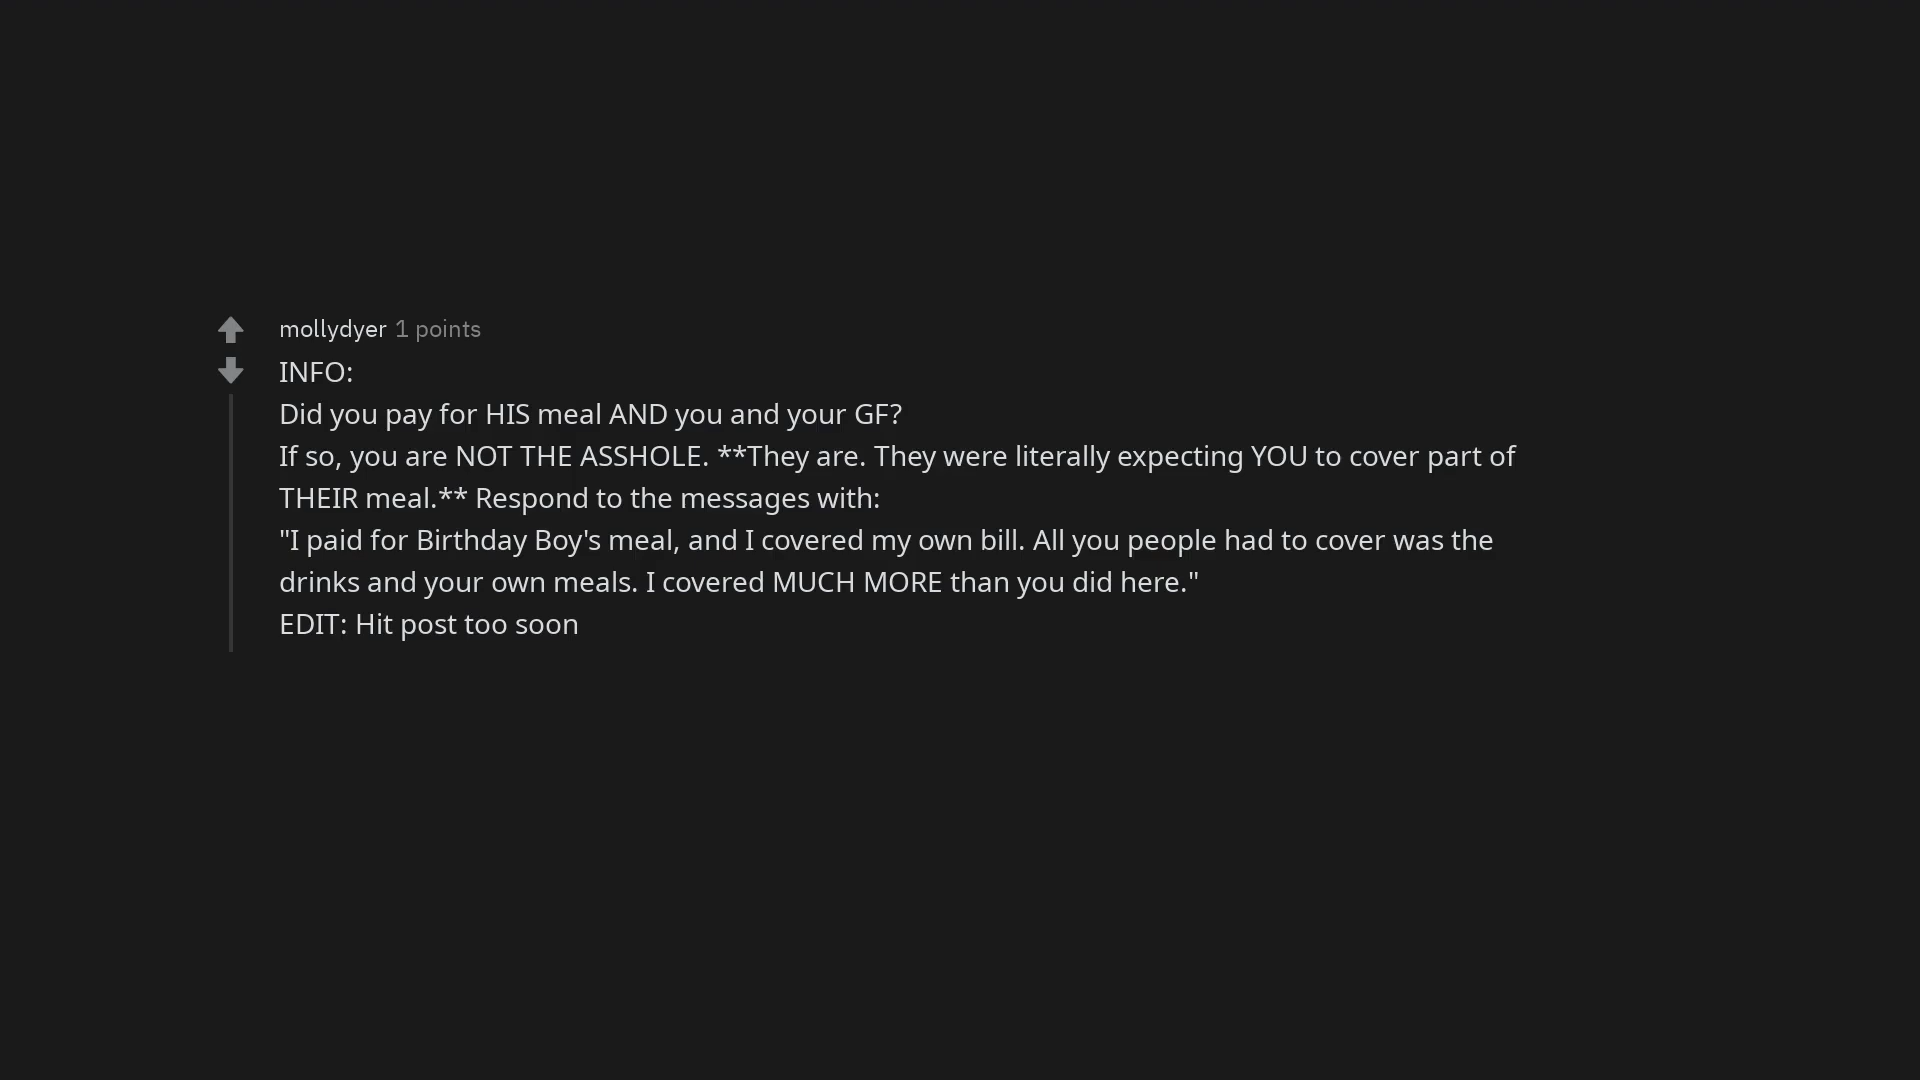 mollydyer 1 points
INFO:
Did you pay for HIS meal AND you and your GF?
If so, you are NOT THE ASSHOLE. **They are. They were literally expecting YOU to cover part of
THEIR meal.** Respond to the messages with:
"I paid for Birthday Boy's meal, and I covered my own bill. All you people had to cover was the
drinks and your own meals. I covered MUCH MORE than you did here."
EDIT: Hit post too soon